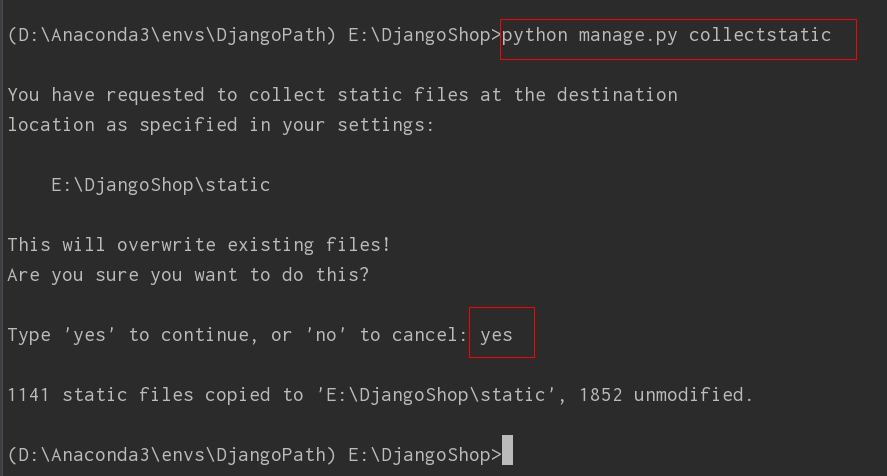 (D:\Anaconda3\envs\DjangoPath) E:\DjangoShop>python manage.py collectstatic
You have requested to collect static files at the destination
location as specified in your settings:
E:\DjangoShop\static
This will overwrite existing files!
Are you sure you want to do this?
Type 'yes' to continue, or 'no' to cancel: yes
1141 static files copied to 'E:\DjangoShop\static', 1852 unmodified.
(D:\Anaconda3\envs\DjangoPath) E:\DjangoShop>